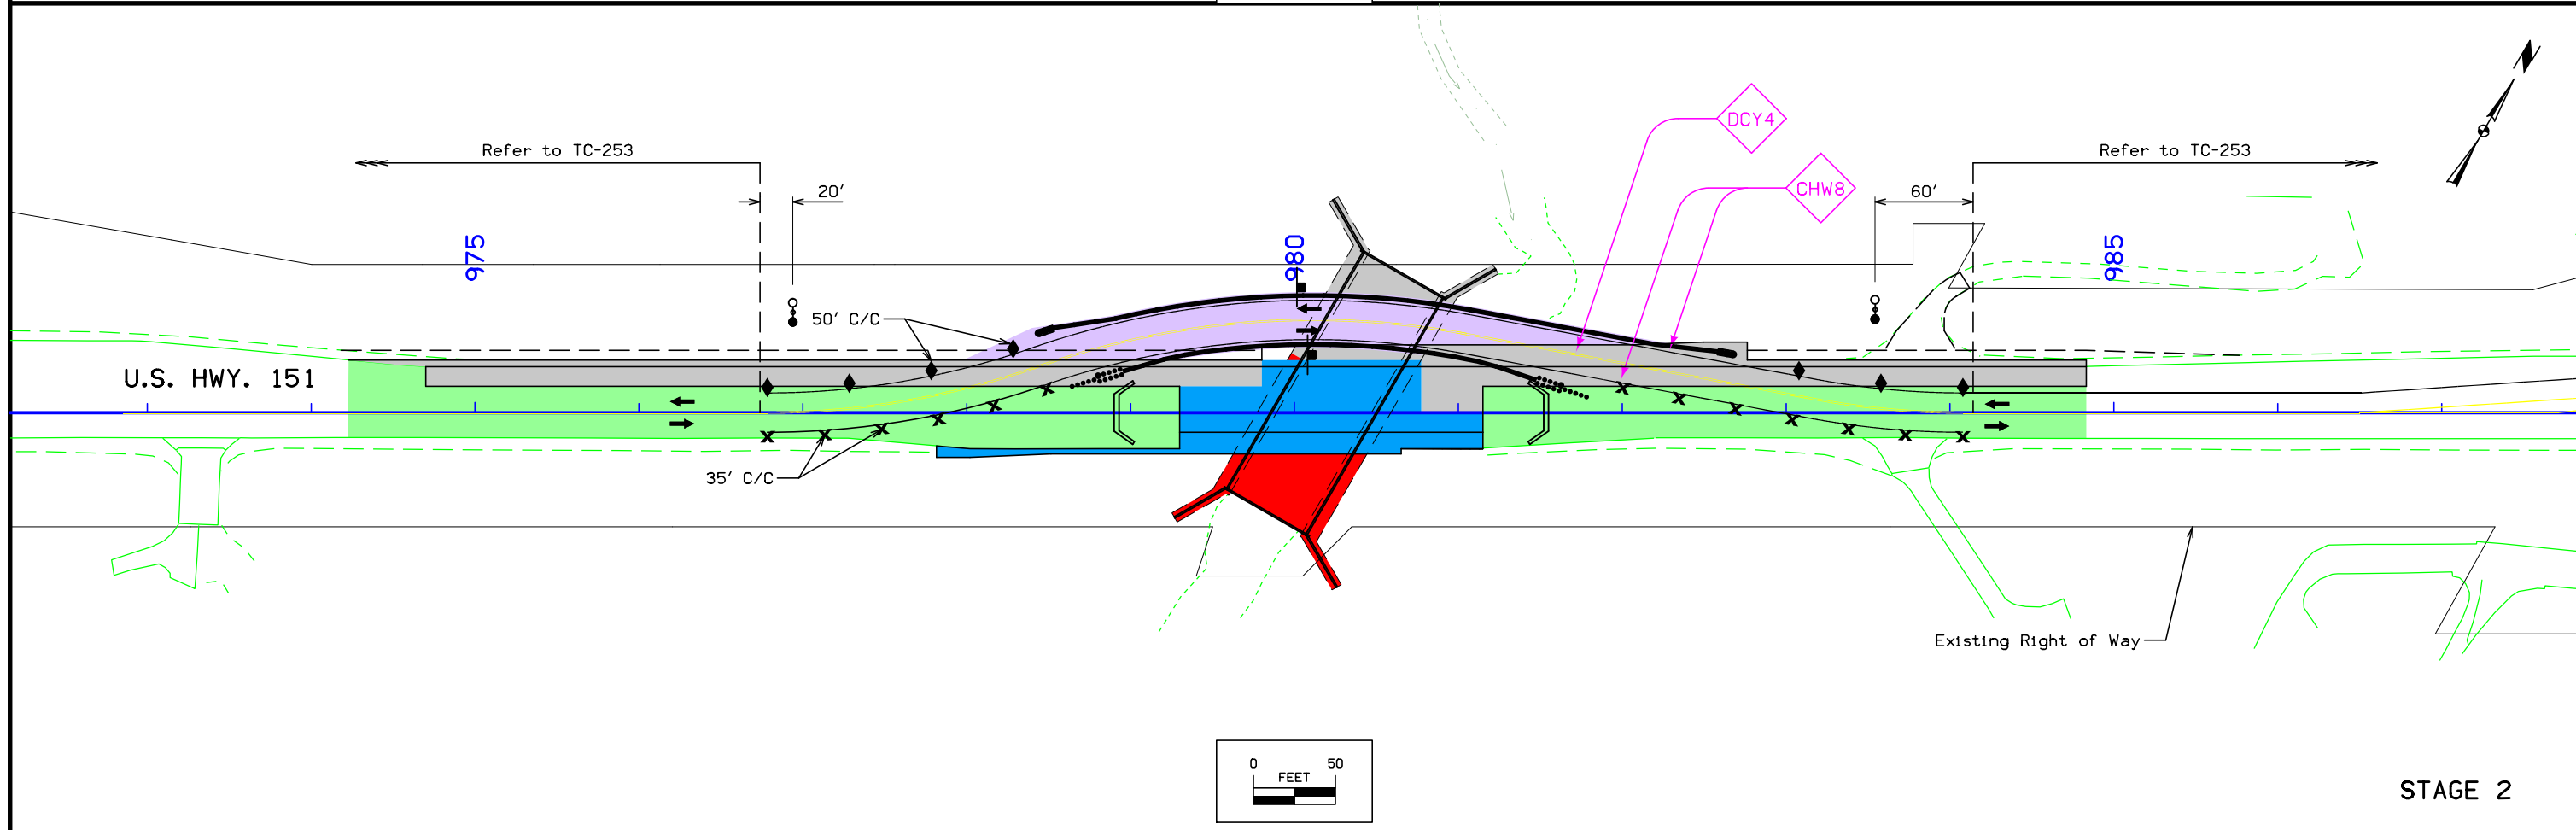 DCY4
CHW8
Refer to TC-253
Refer to TC-253
20'
60'
975
980
985
50' C/C
U.S. HWY. 151
35' C/C
Existing Right of Way
0 50
FEET
STAGE 2